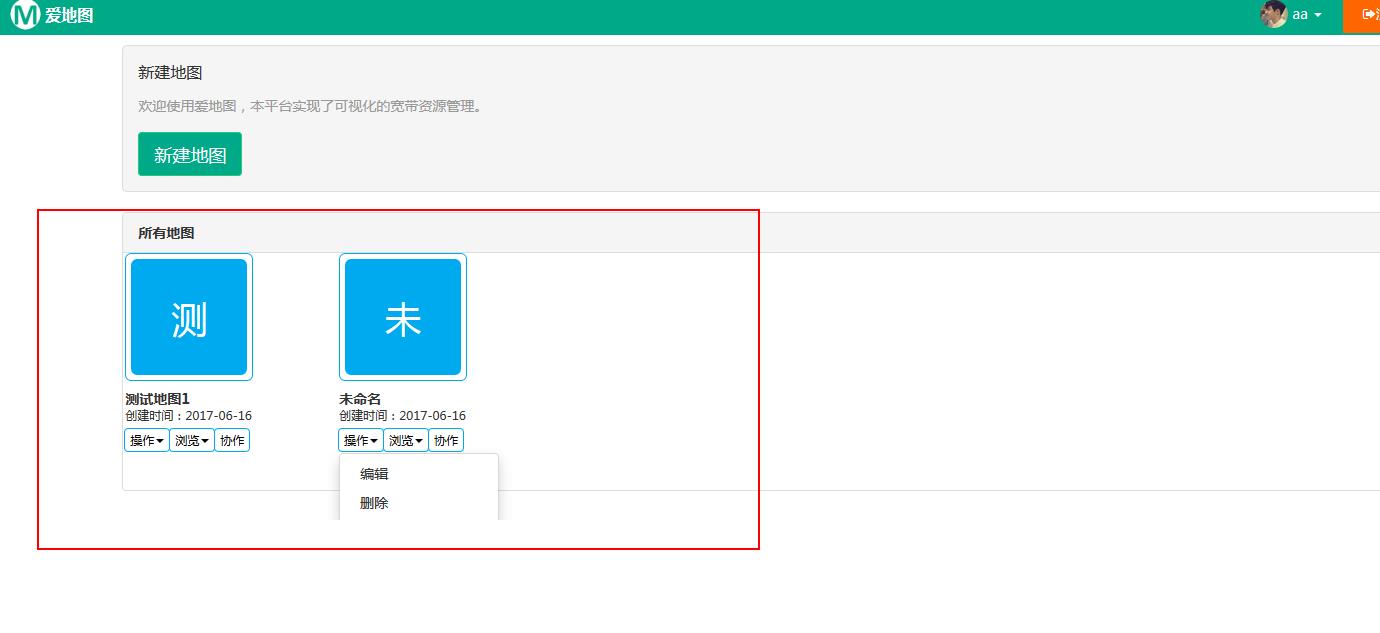 M 爱地图
aa
新建地图
欢迎使用爱地图，本平台实现了可视化的宽带资源管理。
新建地图
所有地图
测 未
测试地图1 未命名
创建时间：2017-06-16 创建时间：2017-06-16
操作 浏览 协作 操作 浏览 协作
编辑
删除